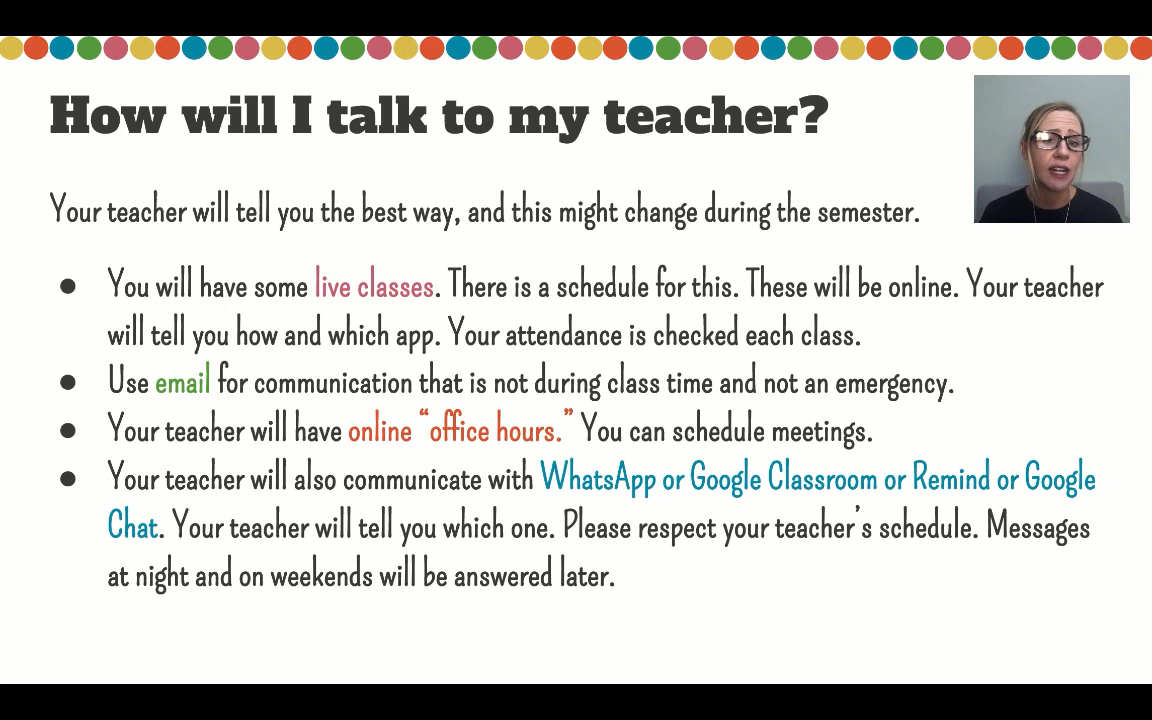 How will I talk to my teacher?
Your teacher will tell you the best way, and this might change during the semester.
● You will have some live classes. There is a schedule for this. These will be online. Your teacher
will tell you how and which app. Your attendance is checked each class.
● Use email for communication that is not during class time and not an emergency.
● Your teacher will have online “office hours.” You can schedule meetings.
● Your teacher will also communicate with WhatsApp or Google Classroom or Remind or Google
Chat. Your teacher will tell you which one. Please respect your teacher’s schedule. Messages
at night and on weekends will be answered later.